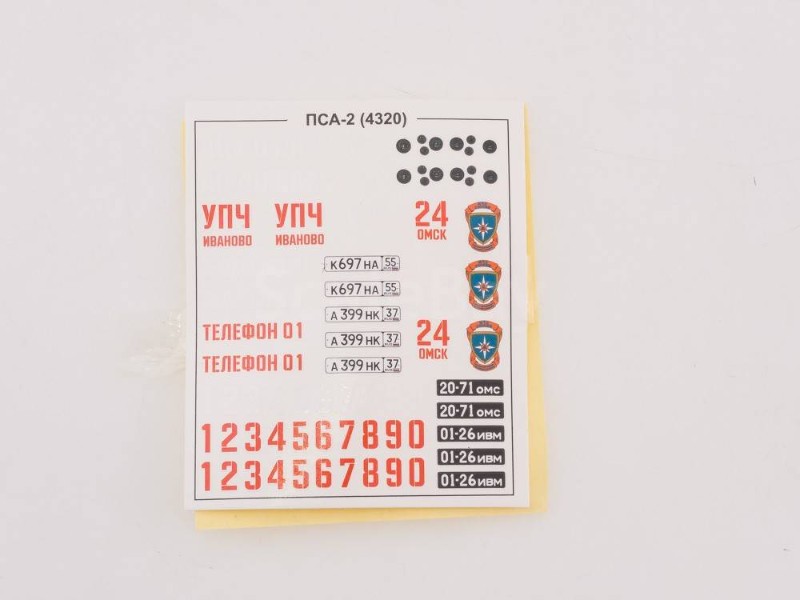 ПСА-2 (4320)
УПЧ УПЧ 24
ИВАНОВО ИВАНОВО ОМСК
К697НА 55
К697НА 55
А399НК 37
ТЕЛЕФОН 01 А399НК 37 24
ОМСК
ТЕЛЕФОН 01 А399НК 37
20-71 ОМС
20-71 ОМС
1234567890 01-26 ИВМ
01-26 ИВМ
1234567890 01-26 ИВМ